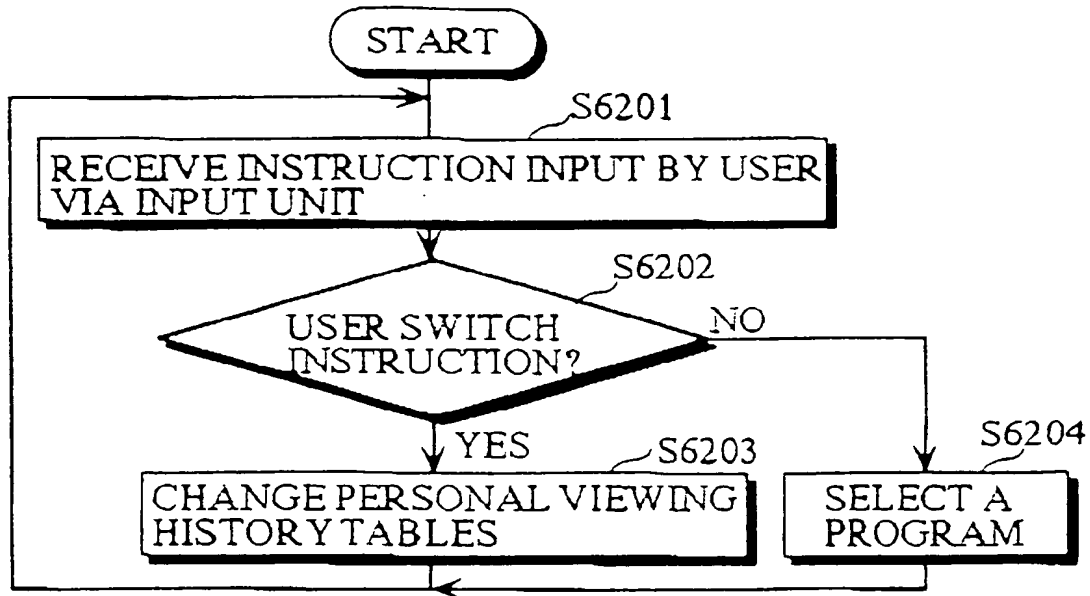 START
S6201
RECEIVE INSTRUCTION INPUT BY USER
VIA INPUT UNIT
S6202
USER SWITCH
INSTRUCTION?
NO
YES
S6203
S6204
CHANGE PERSONAL VIEWING
HISTORY TABLES
SELECT A
PROGRAM